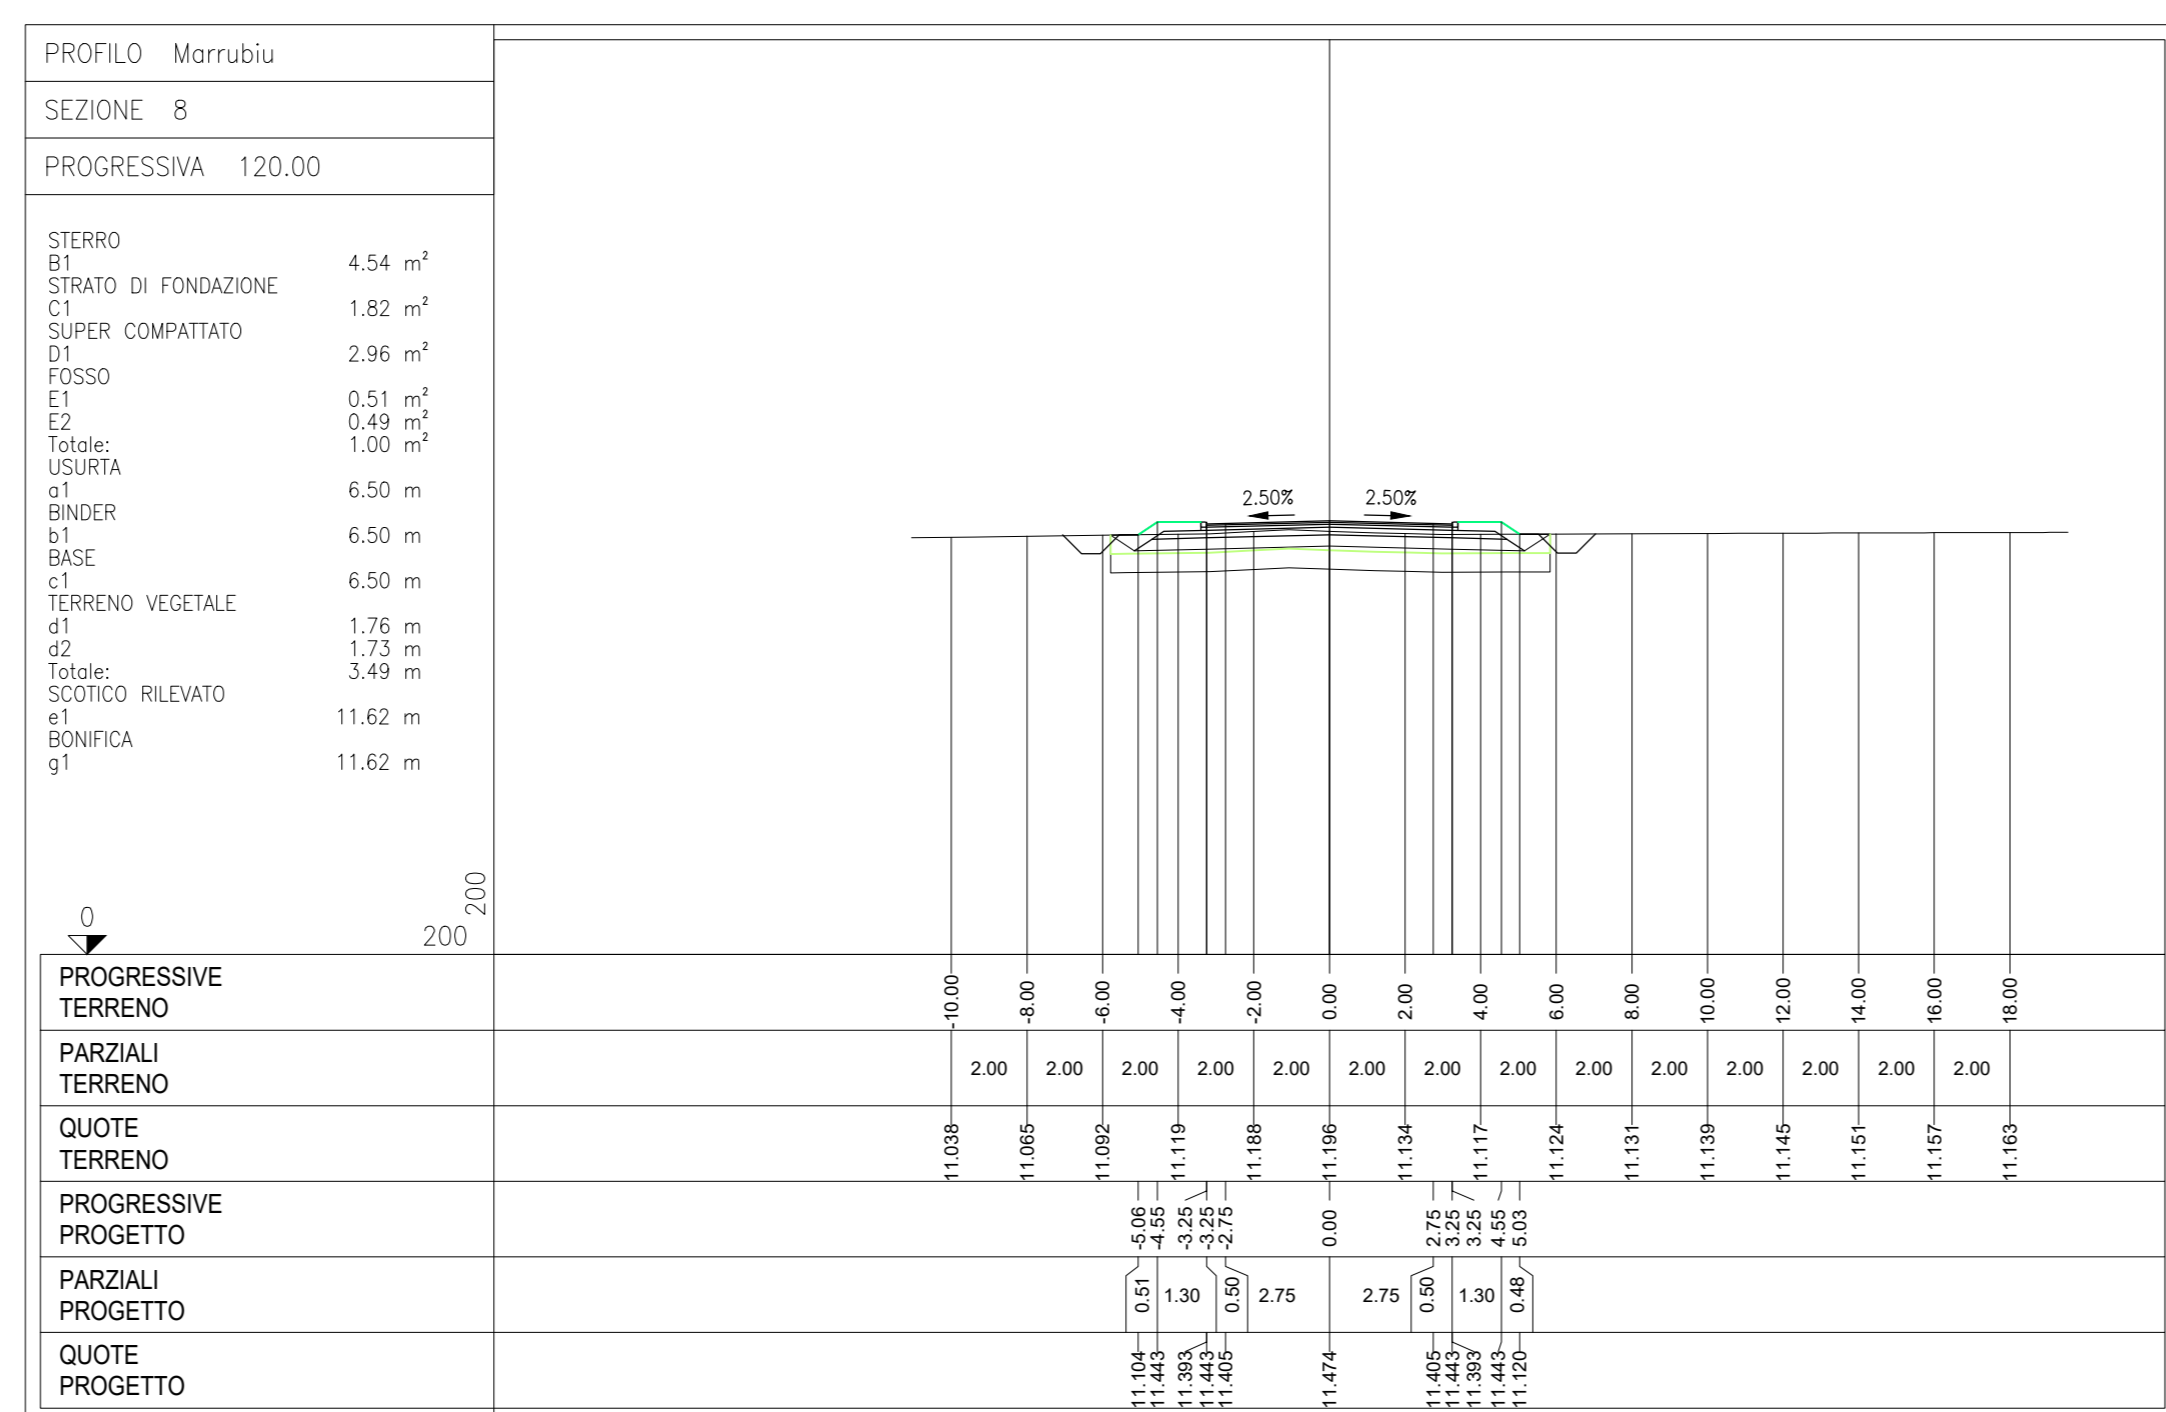 PROFILO Marrubiu
SEZIONE 8
PROGRESSIVA 120.00
STERRO
B1 4.54 m²
STRATO DI FONDAZIONE
C1 1.82 m²
SUPER COMPATTATO
D1 2.96 m²
FOSSO
E1 0.51 m²
E2 0.49 m²
Totale: 1.00 m²
USURTA
a1 6.50 m
BINDER
b1 6.50 m
BASE
c1 6.50 m
TERRENO VEGETALE
d1 1.76 m
d2 1.73 m
Totale: 3.49 m
SCOTICO RILEVATO
e1 11.62 m
BONIFICA
g1 11.62 m
0
200
200
2.50% 2.50%
PROGRESSIVE
TERRENO
-10.00 -8.00 -6.00 -4.00 -2.00 0.00 2.00 4.00 6.00 8.00 10.00 12.00 14.00 16.00 18.00
PARZIALI
TERRENO
2.00 2.00 2.00 2.00 2.00 2.00 2.00 2.00 2.00 2.00 2.00 2.00 2.00 2.00
QUOTE
TERRENO
11.038 11.065 11.092 11.119 11.188 11.196 11.134 11.117 11.124 11.131 11.139 11.145 11.151 11.157 11.163
PROGRESSIVE
PROGETTO
-5.06 -4.55 -3.25 -3.25 -2.75 0.00 2.75 3.25 3.25 4.55 5.03
PARZIALI
PROGETTO
0.51 1.30 0.50 2.75 2.75 0.50 1.30 0.48
QUOTE
PROGETTO
11.104 11.443 11.393 11.443 11.405 11.474 11.405 11.443 11.393 11.443 11.120